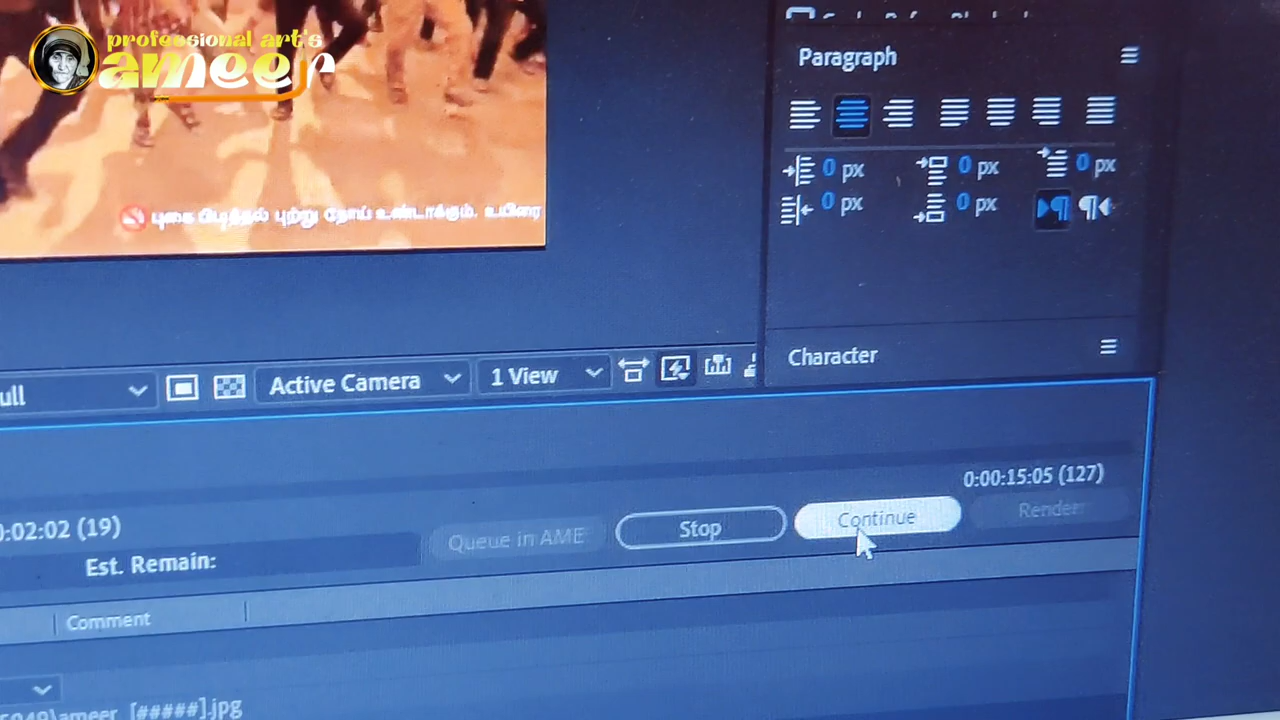 professional art's
ameer
Paragraph
0 px 0 px 0 px
0 px 0 px
புகை பிடித்தல் புற்று நோய் உண்டாக்கும். உயிரை
Character
ull Active Camera 1 View
0:00:15:05 (127)
0:02:02 (19)
Queue in AME Stop Continue Render
Est. Remain:
Comment
5049\ameer_[#####].jpg